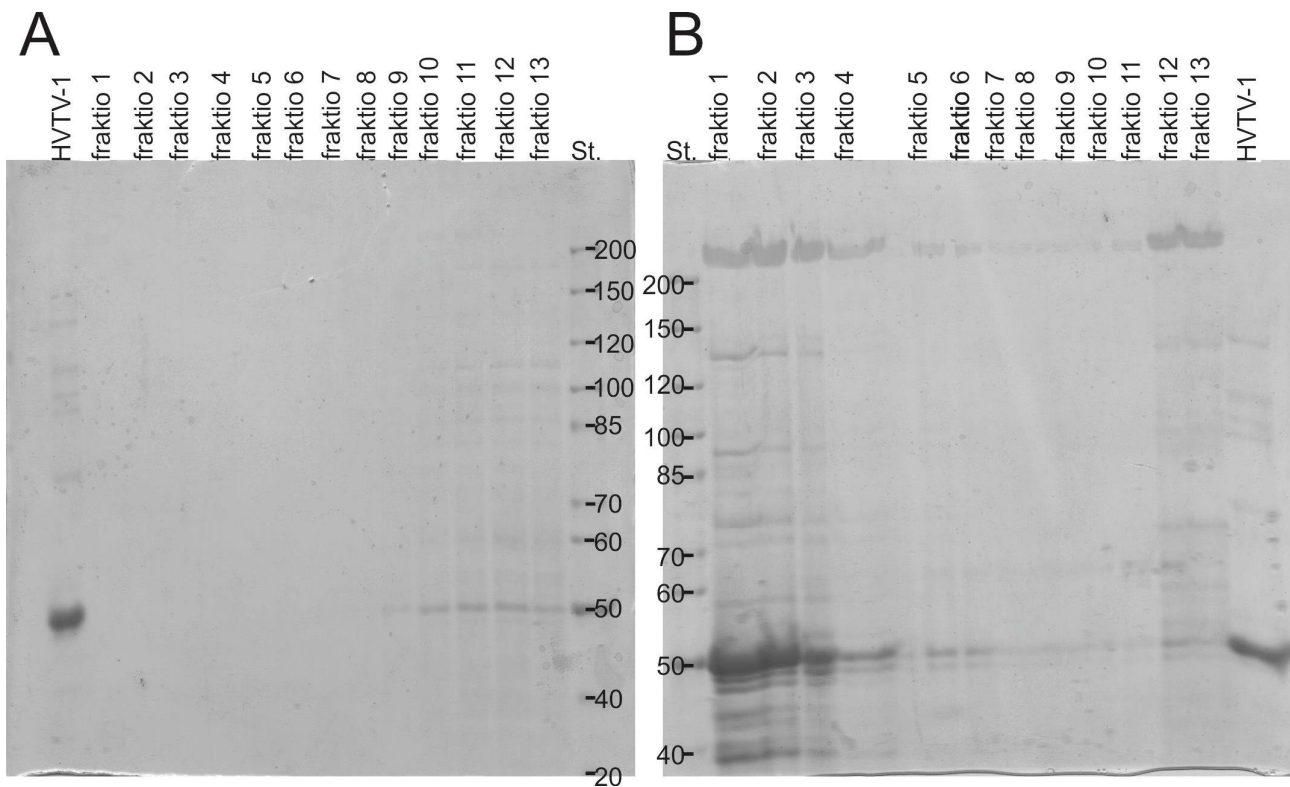 A
HVTV-1
fraktio 1
fraktio 2
fraktio 3
fraktio 4
fraktio 5
fraktio 6
fraktio 7
fraktio 8
fraktio 9
fraktio 10
fraktio 11
fraktio 12
fraktio 13
St.
200
150
120
100
85
70
60
50
40
20
B
St.
fraktio 1
fraktio 2
fraktio 3
fraktio 4
fraktio 5
fraktio 6
fraktio 7
fraktio 8
fraktio 9
fraktio 10
fraktio 11
fraktio 12
fraktio 13
HVTV-1
200
150
120
100
85
70
60
50
40